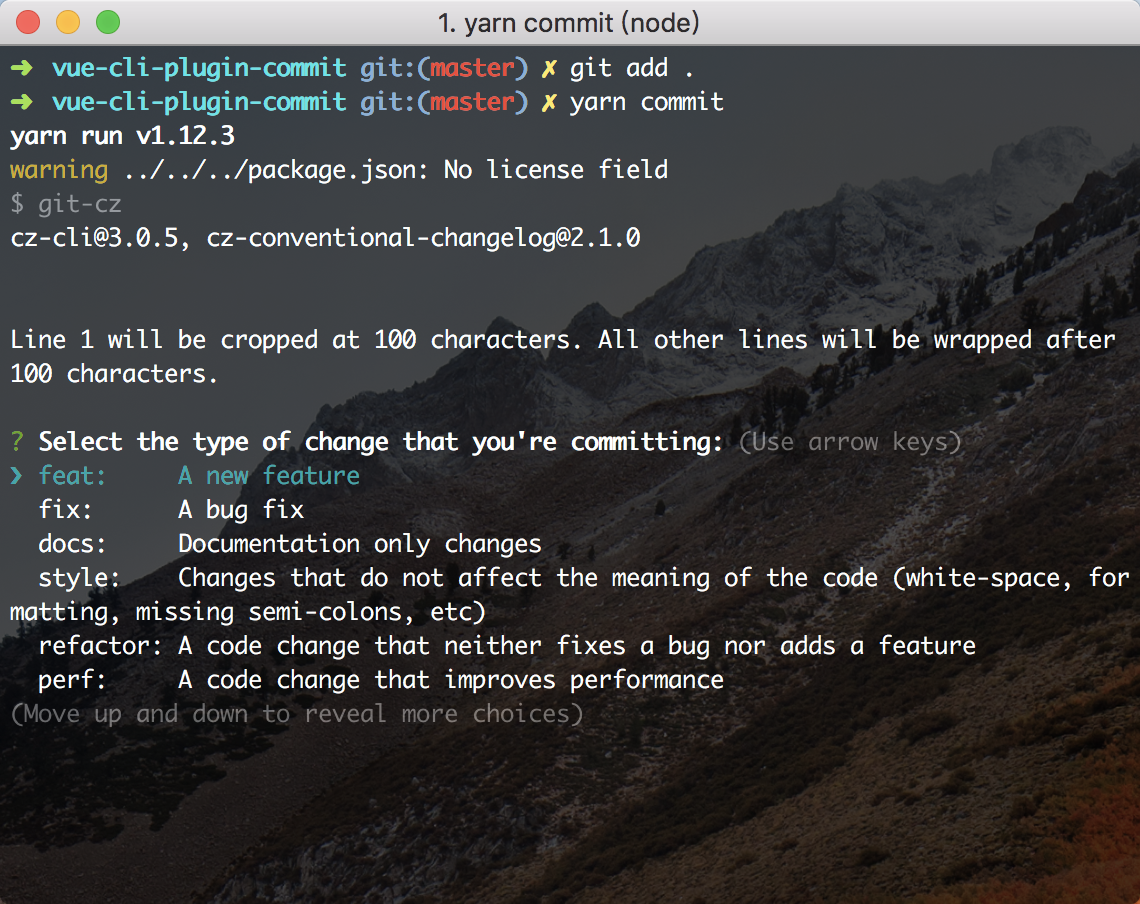 1. yarn commit (node)
➜  vue-cli-plugin-commit git:(master) ✗ git add .
➜  vue-cli-plugin-commit git:(master) ✗ yarn commit
yarn run v1.12.3
warning ../../../package.json: No license field
$ git-cz
cz-cli@3.0.5, cz-conventional-changelog@2.1.0
Line 1 will be cropped at 100 characters. All other lines will be wrapped after
100 characters.
? Select the type of change that you're committing: (Use arrow keys)
❯ feat:     A new feature
  fix:      A bug fix
  docs:     Documentation only changes
  style:    Changes that do not affect the meaning of the code (white-space, for
matting, missing semi-colons, etc)
  refactor: A code change that neither fixes a bug nor adds a feature
  perf:     A code change that improves performance
(Move up and down to reveal more choices)